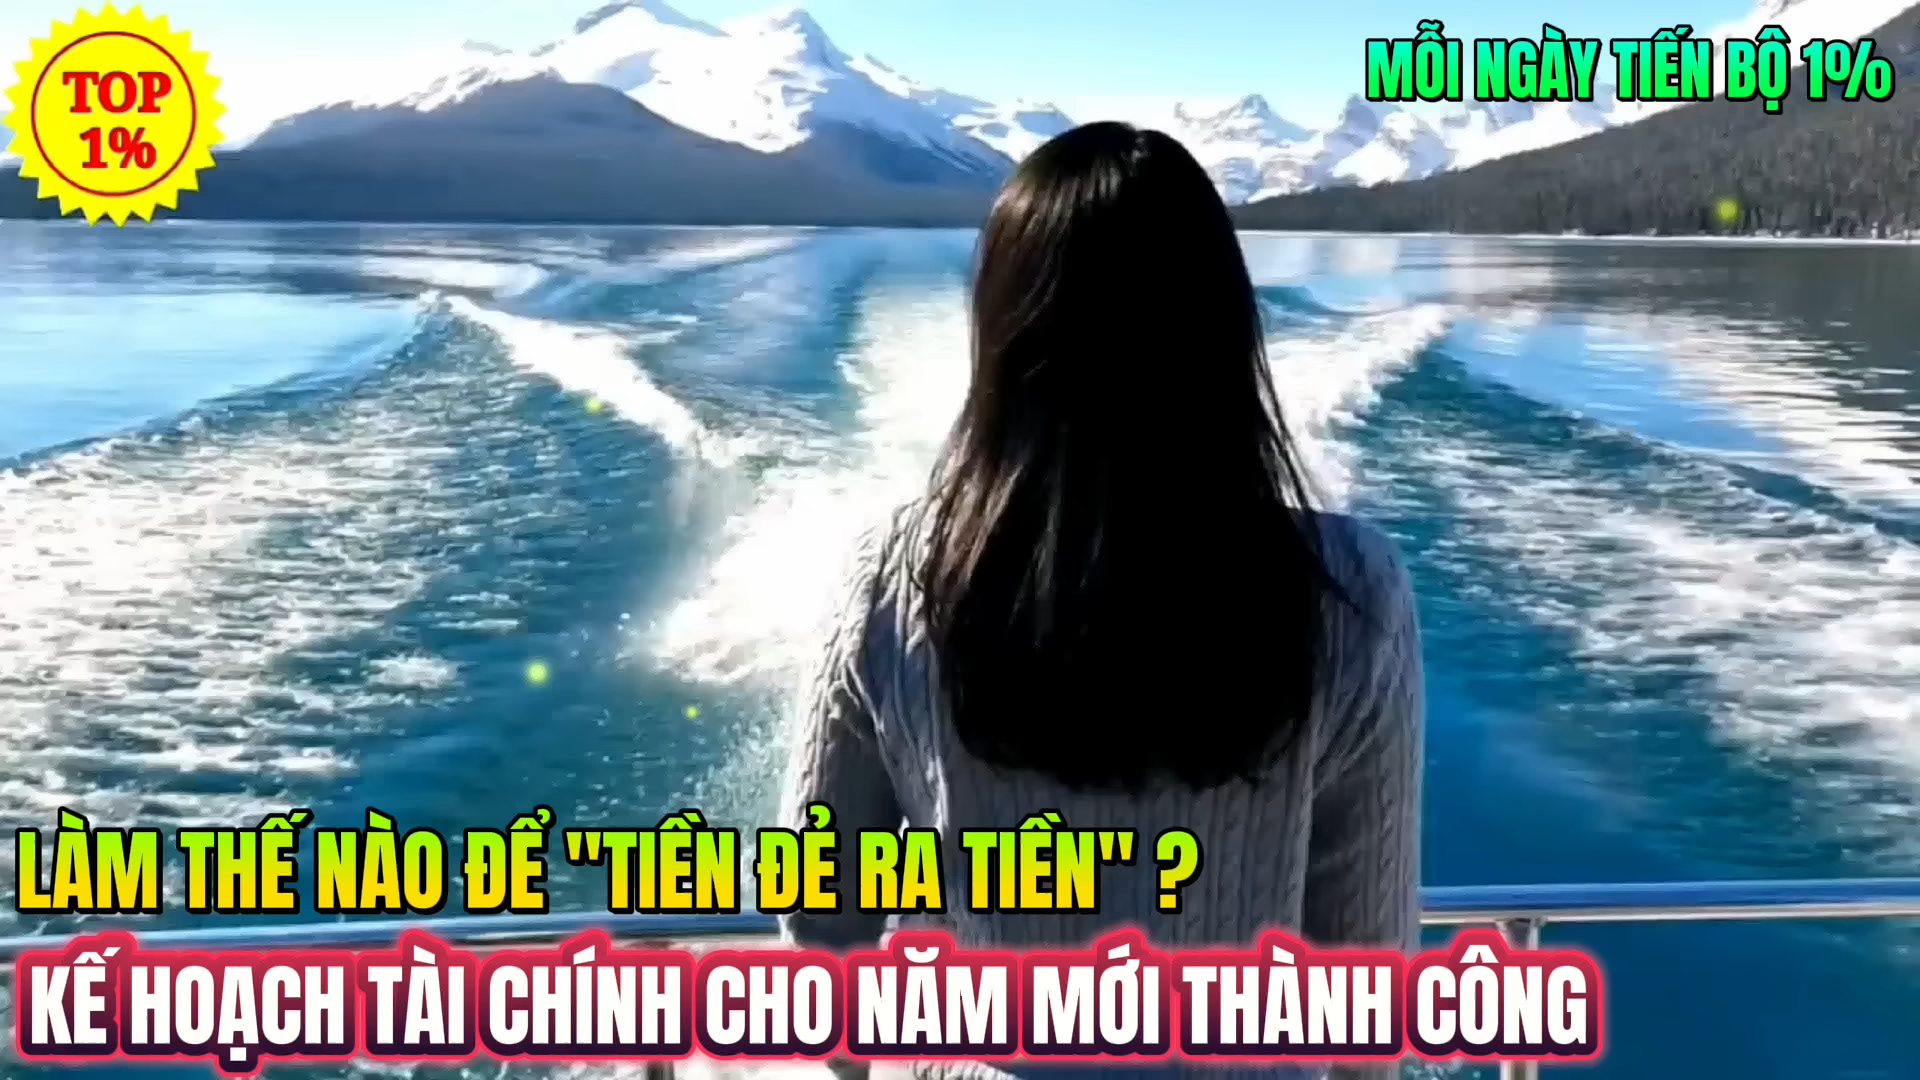 TOP
1%
MỖI NGÀY TIẾN BỘ 1%
LÀM THẾ NÀO ĐỂ "TIỀN ĐẺ RA TIỀN" ?
KẾ HOẠCH TÀI CHÍNH CHO NĂM MỚI THÀNH CÔNG